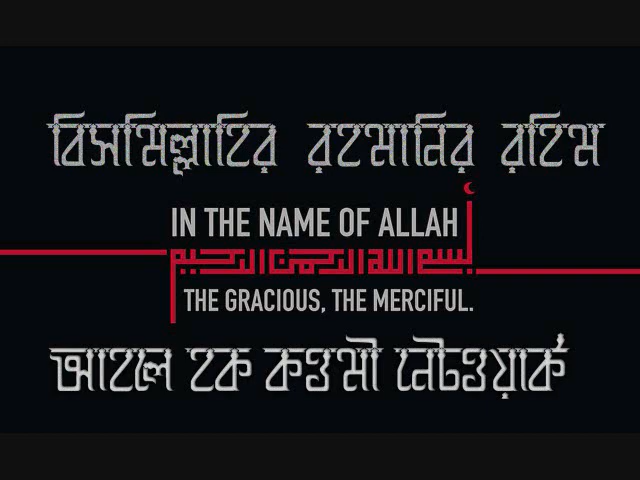 বিসমিল্লাহির রহমানির রহিম
IN THE NAME OF ALLAH
بسم الله الرحمن الرحيم
THE GRACIOUS, THE MERCIFUL.
আহলে হক কওমী নেটওয়ার্ক